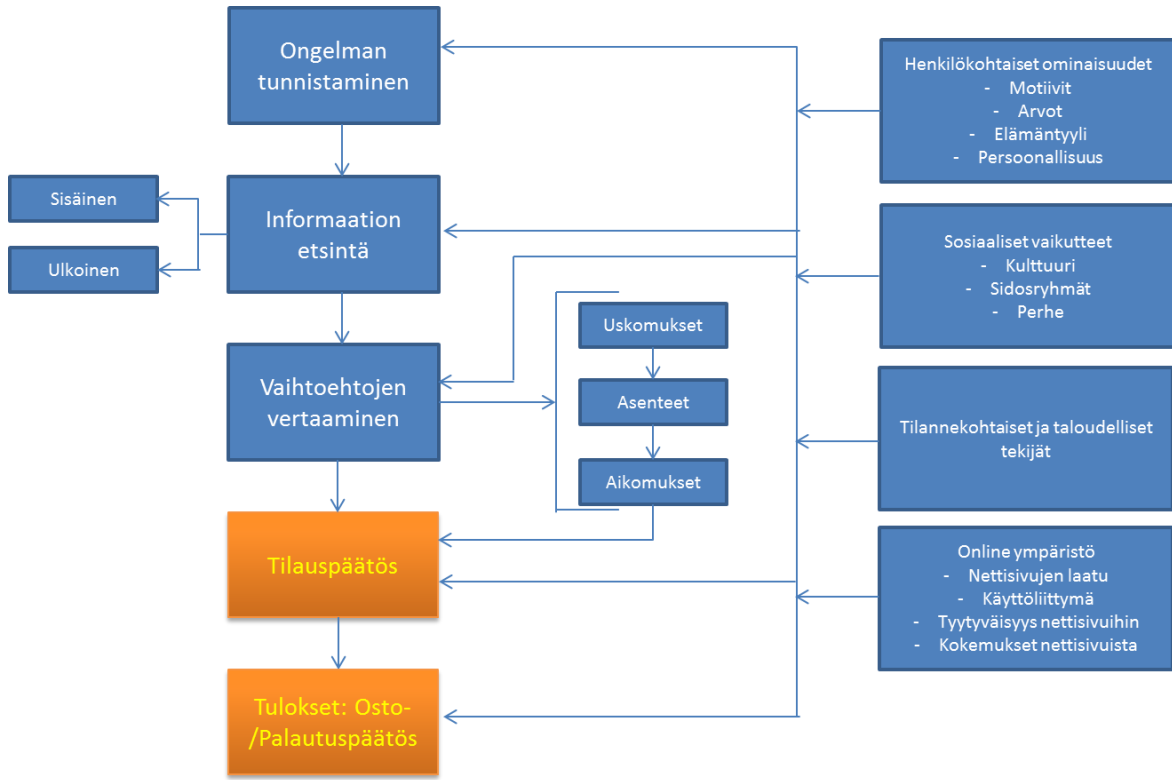 Ongelman
tunnistaminen
Informaation
etsintä
Sisäinen
Ulkoinen
Vaihtoehtojen
vertaaminen
Uskomukset
Asenteet
Aikomukset
Tilauspäätös
Tulokset: Osto-
/Palautuspäätös
Henkilökohtaiset ominaisuudet
- Motiivit
- Arvot
- Elämäntyyli
- Persoonallisuus
Sosiaaliset vaikutteet
- Kulttuuri
- Sidosryhmät
- Perhe
Tilannekohtaiset ja taloudelliset
tekijät
Online ympäristö
- Nettisivujen laatu
- Käyttöliittymä
- Tyytyväisyys nettisivuihin
- Kokemukset nettisivuista